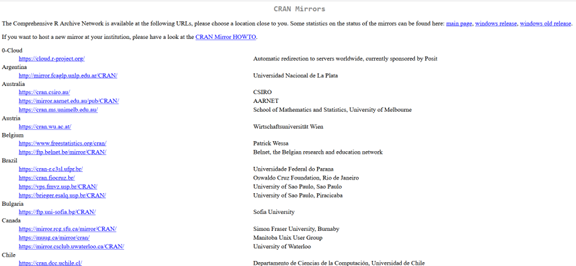 CRAN Mirrors
The Comprehensive R Archive Network is available at the following URLs, please choose a location close to you. Some statistics on the status of the mirrors can be found here: main page, windows release, windows old release.
If you want to host a new mirror at your institution, please have a look at the CRAN Mirror HOWTO.
0-Cloud
https://cloud.r-project.org/ Automatic redirection to servers worldwide, currently sponsored by Posit
Argentina
http://mirror.fcaglp.unlp.edu.ar/CRAN/ Universidad Nacional de La Plata
Australia
https://cran.csiro.au/ CSIRO
https://mirror.aarnet.edu.au/pub/CRAN/ AARNET
https://cran.ms.unimelb.edu.au/ School of Mathematics and Statistics, University of Melbourne
Austria
https://cran.wu.ac.at/ Wirtschaftsuniversität Wien
Belgium
https://www.freestatistics.org/cran/ Patrick Wessa
https://ftp.belnet.be/mirror/CRAN/ Belnet, the Belgian research and education network
Brazil
https://cran-r.c3sl.ufpr.br/ Universidade Federal do Parana
https://cran.fiocruz.br/ Oswaldo Cruz Foundation, Rio de Janeiro
https://vps.fmvz.usp.br/CRAN/ University of Sao Paulo, Sao Paulo
https://brieger.esalq.usp.br/CRAN/ University of Sao Paulo, Piracicaba
Bulgaria
https://ftp.uni-sofia.bg/CRAN/ Sofia University
Canada
https://mirror.rcg.sfu.ca/mirror/CRAN/ Simon Fraser University, Burnaby
https://muug.ca/mirror/cran/ Manitoba Unix User Group
https://mirror.csclub.uwaterloo.ca/CRAN/ University of Waterloo
Chile
https://cran.dcc.uchile.cl/ Departamento de Ciencias de la Computación, Universidad de Chile